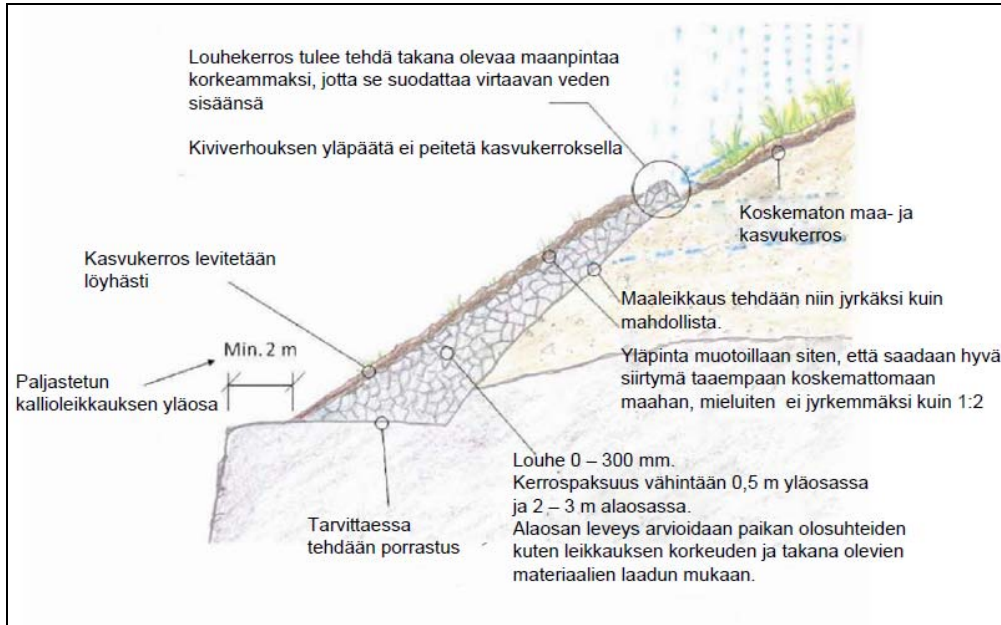 Louhekerros tulee tehdä takana olevaa maanpintaa
korkeammaksi, jotta se suodattaa virtaavan veden
sisäänsä
Kiviverhouksen yläpäätä ei peitetä kasvukerroksella
Koskematon maa- ja
kasvukerros
Kasvukerros levitetään
löyhästi
Maaleikkaus tehdään niin jyrkäksi kuin
mahdollista.
Min. 2 m
Yläpinta muotoillaan siten, että saadaan hyvä
siirtymä taaempaan koskemattomaan
maahan, mieluiten ei jyrkemmäksi kuin 1:2
Paljastetun
kallioleikkauksen yläosa
Louhe 0 – 300 mm.
Kerrospaksuus vähintään 0,5 m yläosassa
ja 2 – 3 m alaosassa.
Alaosan leveys arvioidaan paikan olosuhteiden
kuten leikkauksen korkeuden ja takana olevien
materiaalien laadun mukaan.
Tarvittaessa
tehdään porrastus